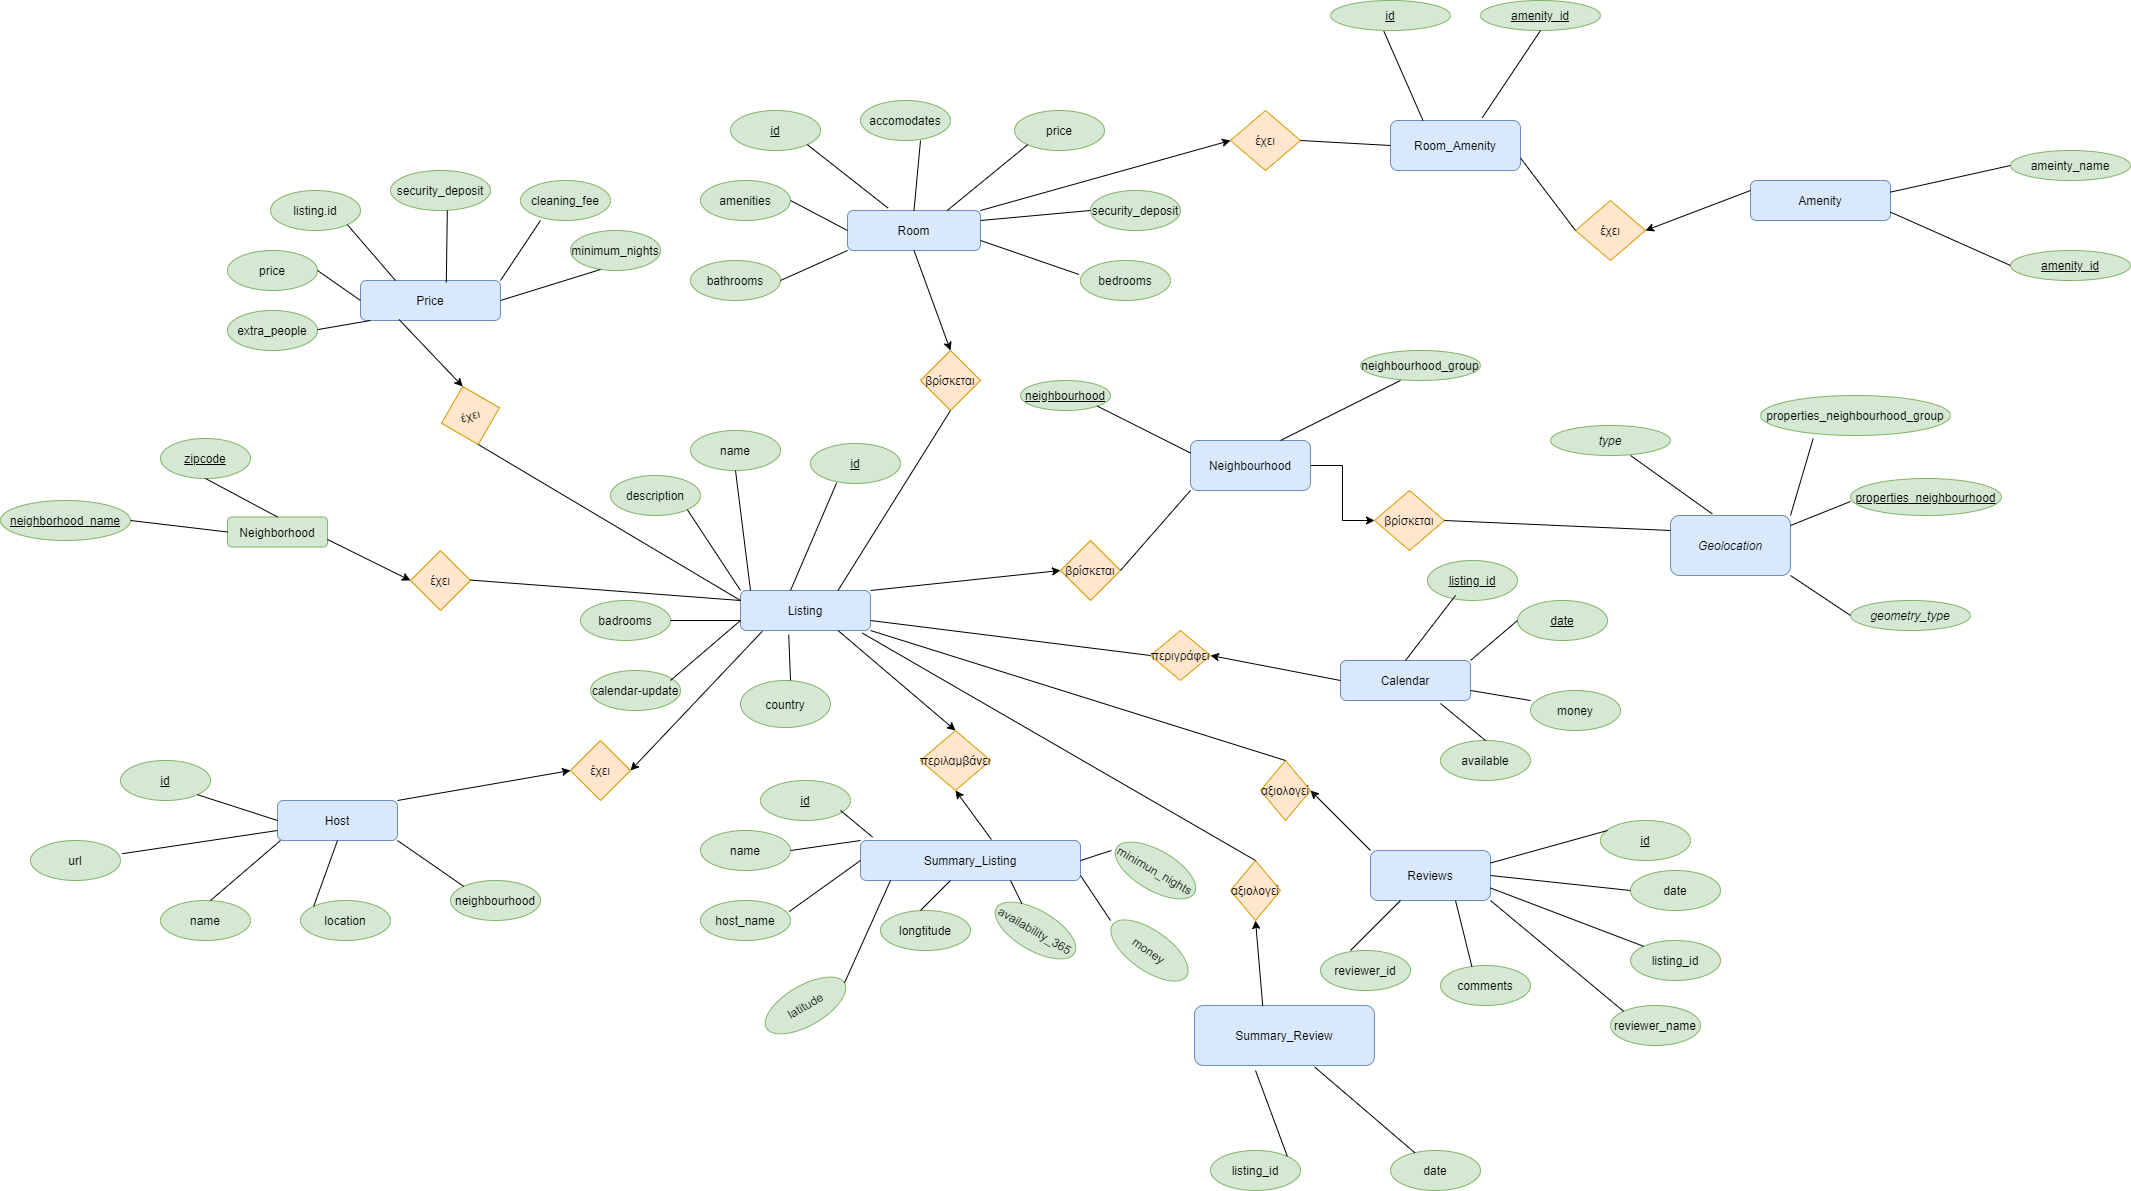 id
amenity_id
id
accomodates
price
έχει
Room_Amenity
ameinty_name
amenities
security_deposit
Amenity
Room
έχει
bathrooms
bedrooms
amenity_id
security_deposit
listing.id
cleaning_fee
price
minimum_nights
Price
extra_people
βρίσκεται
έχει
neighbourhood
neighbourhood_group
Neighbourhood
type
properties_neighbourhood_group
properties_neighbourhood
βρίσκεται
Geolocation
geometry_type
zipcode
neighborhood_name
Neighborhood
έχει
name
id
description
βρίσκεται
Listing
badrooms
calendar-update
country
listing_id
date
περιγράφει
Calendar
money
available
έχει
id
Host
url
name
location
neighbourhood
περιλαμβάνει
id
name
Summary_Listing
minimun_nights
host_name
longtitude
availability_365
money
latitude
αξιολογεί
αξιολογεί
id
Reviews
date
listing_id
reviewer_id
comments
reviewer_name
Summary_Review
listing_id
date